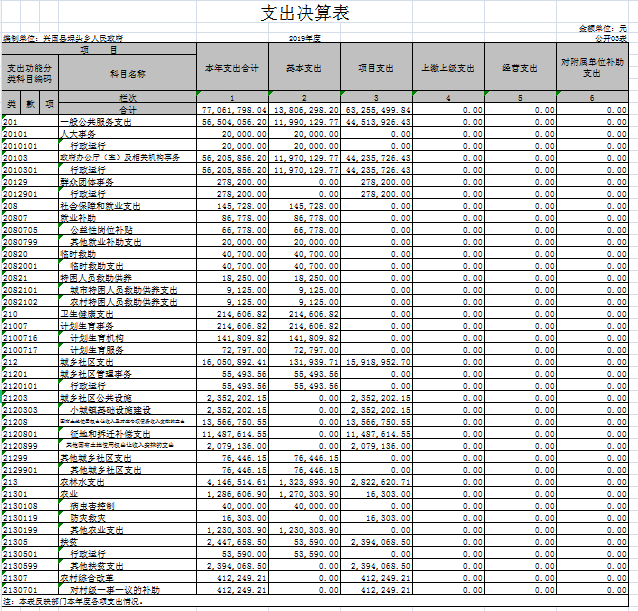 支出决算表
金额单位：元
编制单位：兴国县埠头乡人民政府 2019年度 公开03表
项 目 本年支出合计 基本支出 项目支出 上缴上级支出 经营支出 对附属单位补助支出
支出功能分类科目编码 科目名称
类 款 项 栏次 1 2 3 4 5 6
合计 77,061,798.04 13,806,298.20 63,255,499.84 0.00 0.00 0.00
201 一般公共服务支出 56,504,056.20 11,990,129.77 44,513,926.43 0.00 0.00 0.00
20101 人大事务 20,000.00 20,000.00 0.00 0.00 0.00 0.00
2010101 行政运行 20,000.00 20,000.00 0.00 0.00 0.00 0.00
20103 政府办公厅（室）及相关机构事务 56,205,856.20 11,970,129.77 44,235,726.43 0.00 0.00 0.00
2010301 行政运行 56,205,856.20 11,970,129.77 44,235,726.43 0.00 0.00 0.00
20129 群众团体事务 278,200.00 0.00 278,200.00 0.00 0.00 0.00
2012901 行政运行 278,200.00 0.00 278,200.00 0.00 0.00 0.00
208 社会保障和就业支出 145,728.00 145,728.00 0.00 0.00 0.00 0.00
20807 就业补助 86,778.00 86,778.00 0.00 0.00 0.00 0.00
2080705 公益性岗位补贴 66,778.00 66,778.00 0.00 0.00 0.00 0.00
2080799 其他就业补助支出 20,000.00 20,000.00 0.00 0.00 0.00 0.00
20820 临时救助 40,700.00 40,700.00 0.00 0.00 0.00 0.00
2082001 临时救助支出 40,700.00 40,700.00 0.00 0.00 0.00 0.00
20821 特困人员救助供养 18,250.00 18,250.00 0.00 0.00 0.00 0.00
2082101 城市特困人员救助供养支出 9,125.00 9,125.00 0.00 0.00 0.00 0.00
2082102 农村特困人员救助供养支出 9,125.00 9,125.00 0.00 0.00 0.00 0.00
210 卫生健康支出 214,606.82 214,606.82 0.00 0.00 0.00 0.00
21007 计划生育事务 214,606.82 214,606.82 0.00 0.00 0.00 0.00
2100716 计划生育机构 141,809.82 141,809.82 0.00 0.00 0.00 0.00
2100717 计划生育服务 72,797.00 72,797.00 0.00 0.00 0.00 0.00
212 城乡社区支出 16,050,892.41 131,939.71 15,918,952.70 0.00 0.00 0.00
21201 城乡社区管理事务 55,493.56 55,493.56 0.00 0.00 0.00 0.00
2120101 行政运行 55,493.56 55,493.56 0.00 0.00 0.00 0.00
21203 城乡社区公共设施 2,352,202.15 0.00 2,352,202.15 0.00 0.00 0.00
2120303 小城镇基础设施建设 2,352,202.15 0.00 2,352,202.15 0.00 0.00 0.00
21208 13,566,750.55 0.00 13,566,750.55 0.00 0.00 0.00
2120801 征地和拆迁补偿支出 11,487,614.55 0.00 11,487,614.55 0.00 0.00 0.00
2120899 其他国有土地使用权出让收入安排的支出 2,079,136.00 0.00 2,079,136.00 0.00 0.00 0.00
21299 其他城乡社区支出 76,446.15 76,446.15 0.00 0.00 0.00 0.00
2129901 其他城乡社区支出 76,446.15 76,446.15 0.00 0.00 0.00 0.00
213 农林水支出 4,146,514.61 1,323,893.90 2,822,620.71 0.00 0.00 0.00
21301 农业 1,286,606.90 1,270,303.90 16,303.00 0.00 0.00 0.00
2130108 病虫害控制 40,000.00 40,000.00 0.00 0.00 0.00 0.00
2130119 防灾救灾 16,303.00 0.00 16,303.00 0.00 0.00 0.00
2130199 其他农业支出 1,230,303.90 1,230,303.90 0.00 0.00 0.00 0.00
21305 扶贫 2,447,658.50 53,590.00 2,394,068.50 0.00 0.00 0.00
2130501 行政运行 53,590.00 53,590.00 0.00 0.00 0.00 0.00
2130599 其他扶贫支出 2,394,068.50 0.00 2,394,068.50 0.00 0.00 0.00
21307 农村综合改革 412,249.21 0.00 412,249.21 0.00 0.00 0.00
2130701 对村级一事一议的补助 412,249.21 0.00 412,249.21 0.00 0.00 0.00
注：本表反映部门本年度各项支出情况。